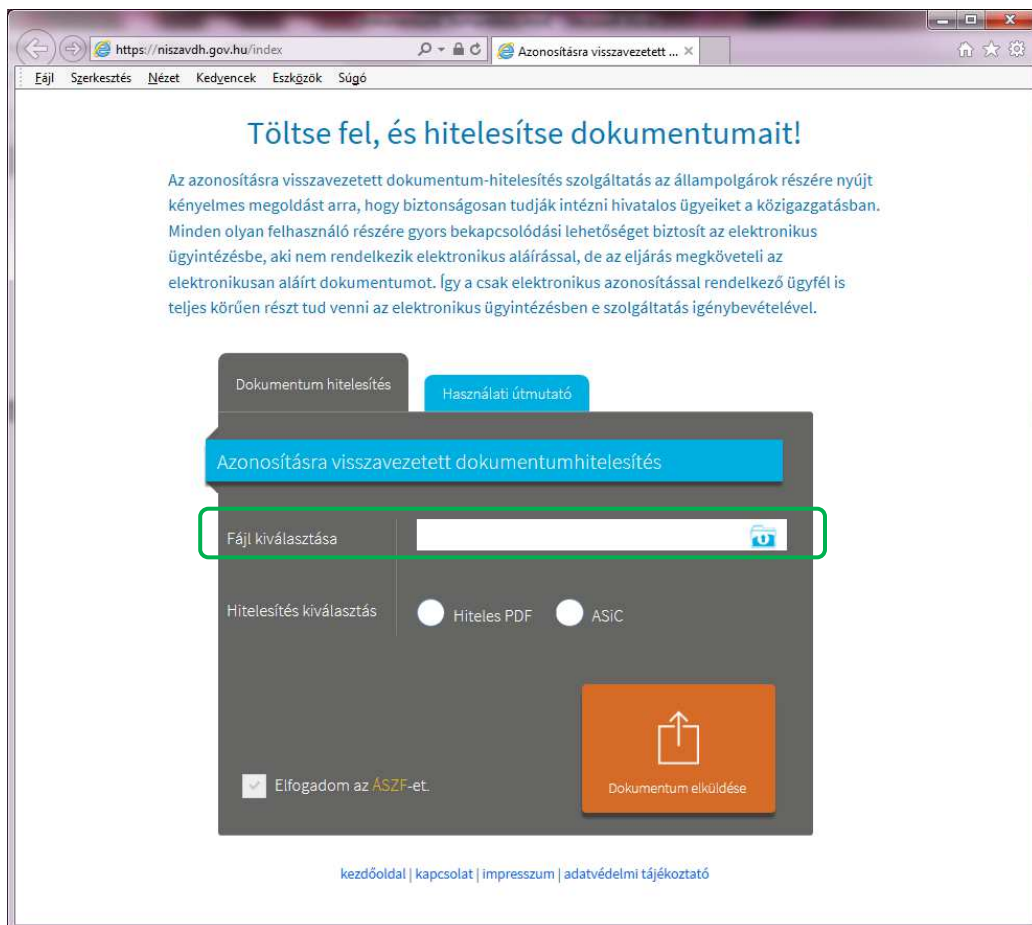 https://niszavdh.gov.hu/index
Azonosításra visszavezetett ...
Fájl Szerkesztés Nézet Kedvencek Eszközök Súgó
Töltse fel, és hitelesítse dokumentumait!
Az azonosításra visszavezetett dokumentum-hitelesítés szolgáltatás az állampolgárok részére nyújt
kényelmes megoldást arra, hogy biztonságosan tudják intézni hivatalos ügyeiket a közigazgatásban.
Minden olyan felhasználó részére gyors bekapcsolódási lehetőséget biztosít az elektronikus
ügyintézésbe, aki nem rendelkezik elektronikus aláírással, de az eljárás megköveteli az
elektronikusan aláírt dokumentumot. Így a csak elektronikus azonosítással rendelkező ügyfél is
teljes körűen részt tud venni az elektronikus ügyintézésben e szolgáltatás igénybevételével.
Dokumentum hitelesítés
Használati útmutató
Azonosításra visszavezetett dokumentumhitelesítés
Fájl kiválasztása
Hitelesítés kiválasztás
Hiteles PDF
ASiC
Elfogadom az ÁSZF-et.
Dokumentum elküldése
kezdőoldal | kapcsolat | impresszum | adatvédelmi tájékoztató